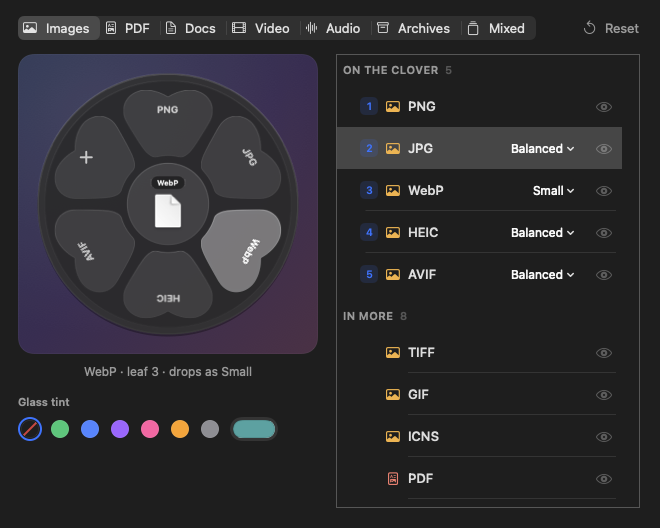 Images PDF Docs Video Audio Archives Mixed Reset
PNG
JPG
WebP
HEIC
AVIF
+
WebP
WebP · leaf 3 · drops as Small
Glass tint
ON THE CLOVER 5
1 PNG
2 JPG Balanced
3 WebP Small
4 HEIC Balanced
5 AVIF Balanced
IN MORE 8
TIFF
GIF
ICNS
PDF